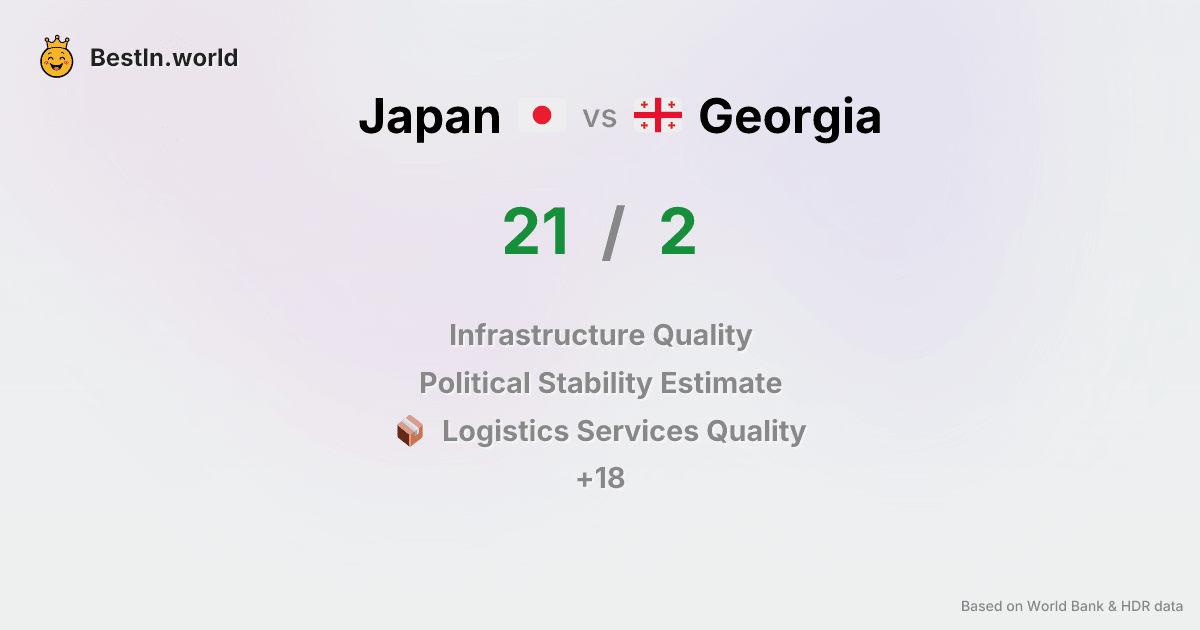 BestIn.world
Japan vs Georgia
21 / 2
Infrastructure Quality
Political Stability Estimate
Logistics Services Quality
+18
Based on World Bank & HDR data